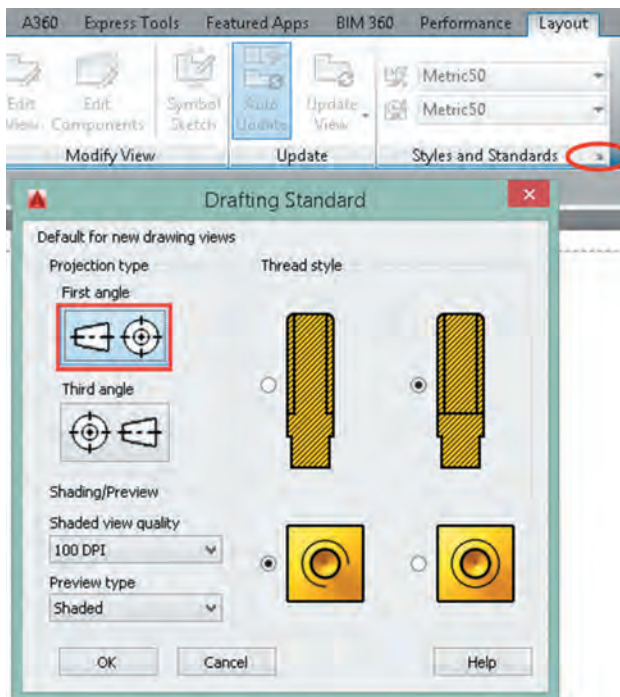 A360 Express Tools Featured Apps BIM 360 Performance Layout
Edit View
Edit Components
Symbol Sketch
Auto Update
Update View
Metric50
Metric50
Modify View Update Styles and Standards
Drafting Standard
Default for new drawing views
Projection type Thread style
First angle
Third angle
Shading/Preview
Shaded view quality
100 DPI
Preview type
Shaded
OK Cancel Help